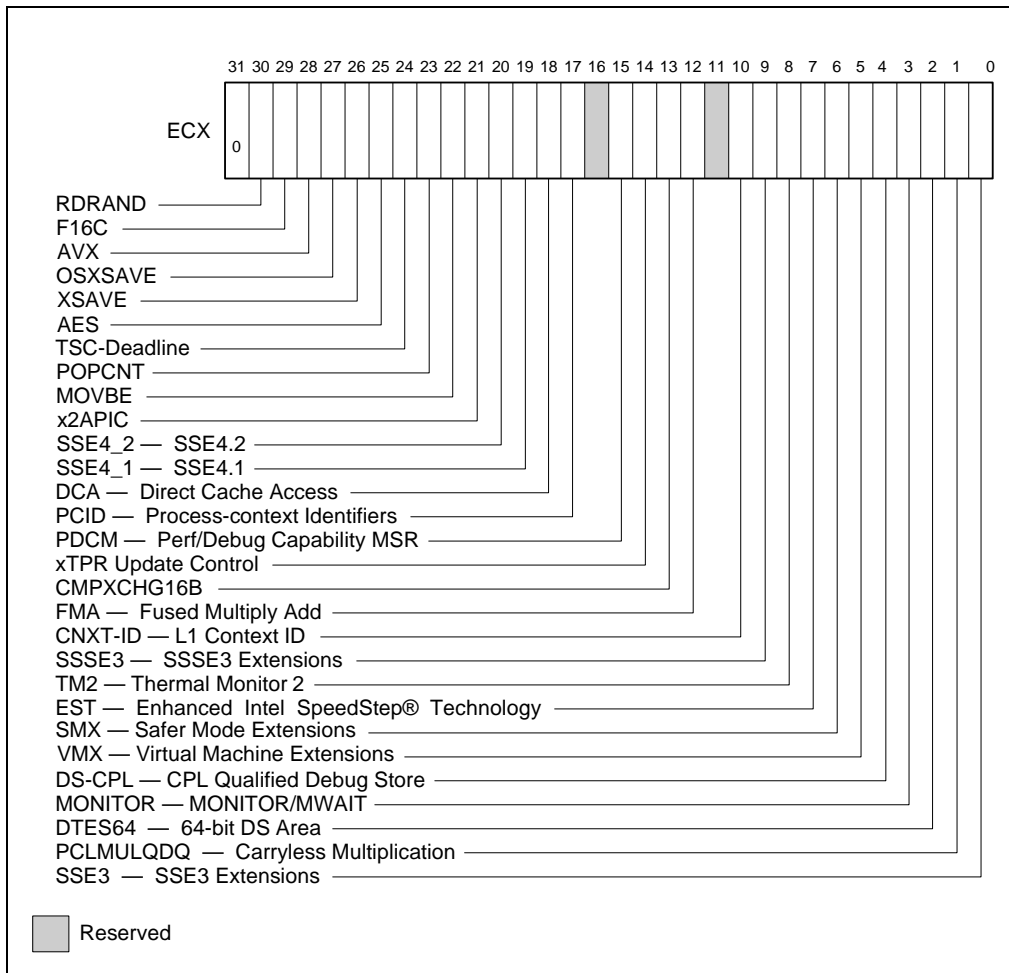 31 30 29 28 27 26 25 24 23 22 21 20 19 18 17 16 15 14 13 12 11 10 9 8 7 6 5 4 3 2 1 0
ECX
0
RDRAND
F16C
AVX
OSXSAVE
XSAVE
AES
TSC-Deadline
POPCNT
MOVBE
x2APIC
SSE4_2 — SSE4.2
SSE4_1 — SSE4.1
DCA — Direct Cache Access
PCID — Process-context Identifiers
PDCM — Perf/Debug Capability MSR
xTPR Update Control
CMPXCHG16B
FMA — Fused Multiply Add
CNXT-ID — L1 Context ID
SSSE3 — SSSE3 Extensions
TM2 — Thermal Monitor 2
EST — Enhanced Intel SpeedStep® Technology
SMX — Safer Mode Extensions
VMX — Virtual Machine Extensions
DS-CPL — CPL Qualified Debug Store
MONITOR — MONITOR/MWAIT
DTES64 — 64-bit DS Area
PCLMULQDQ — Carryless Multiplication
SSE3 — SSE3 Extensions
Reserved